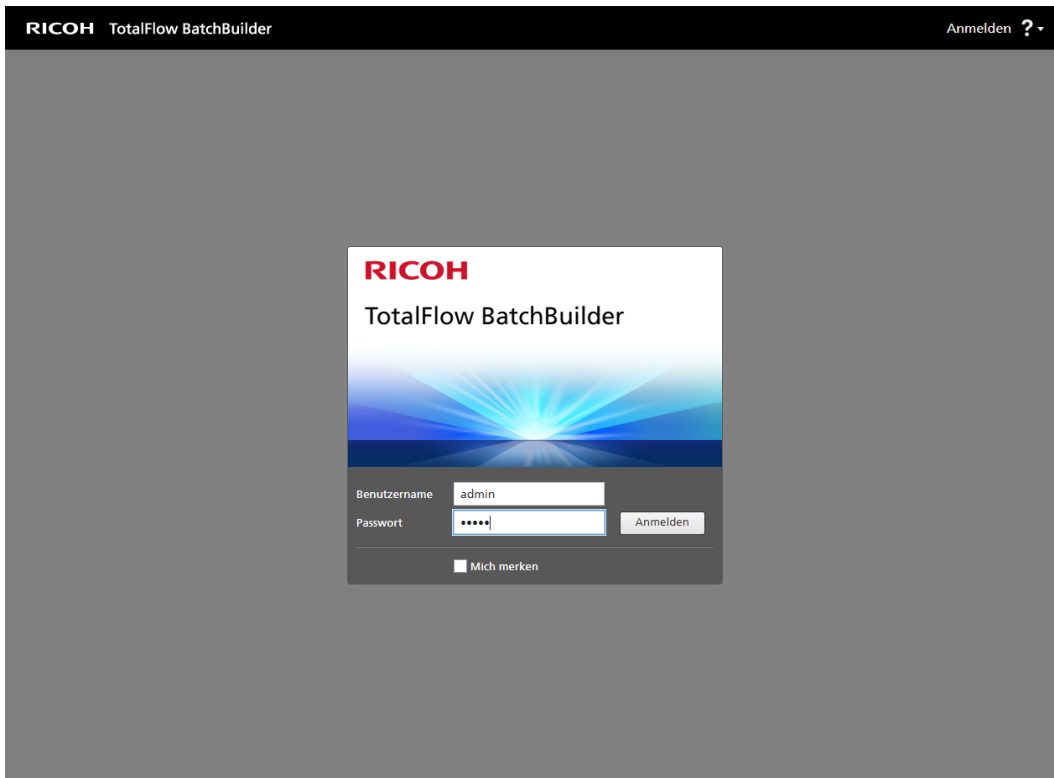 RICOH TotalFlow BatchBuilder Anmelden ?
RICOH
TotalFlow BatchBuilder
Benutzername admin
Passwort •••••
Anmelden
Mich merken